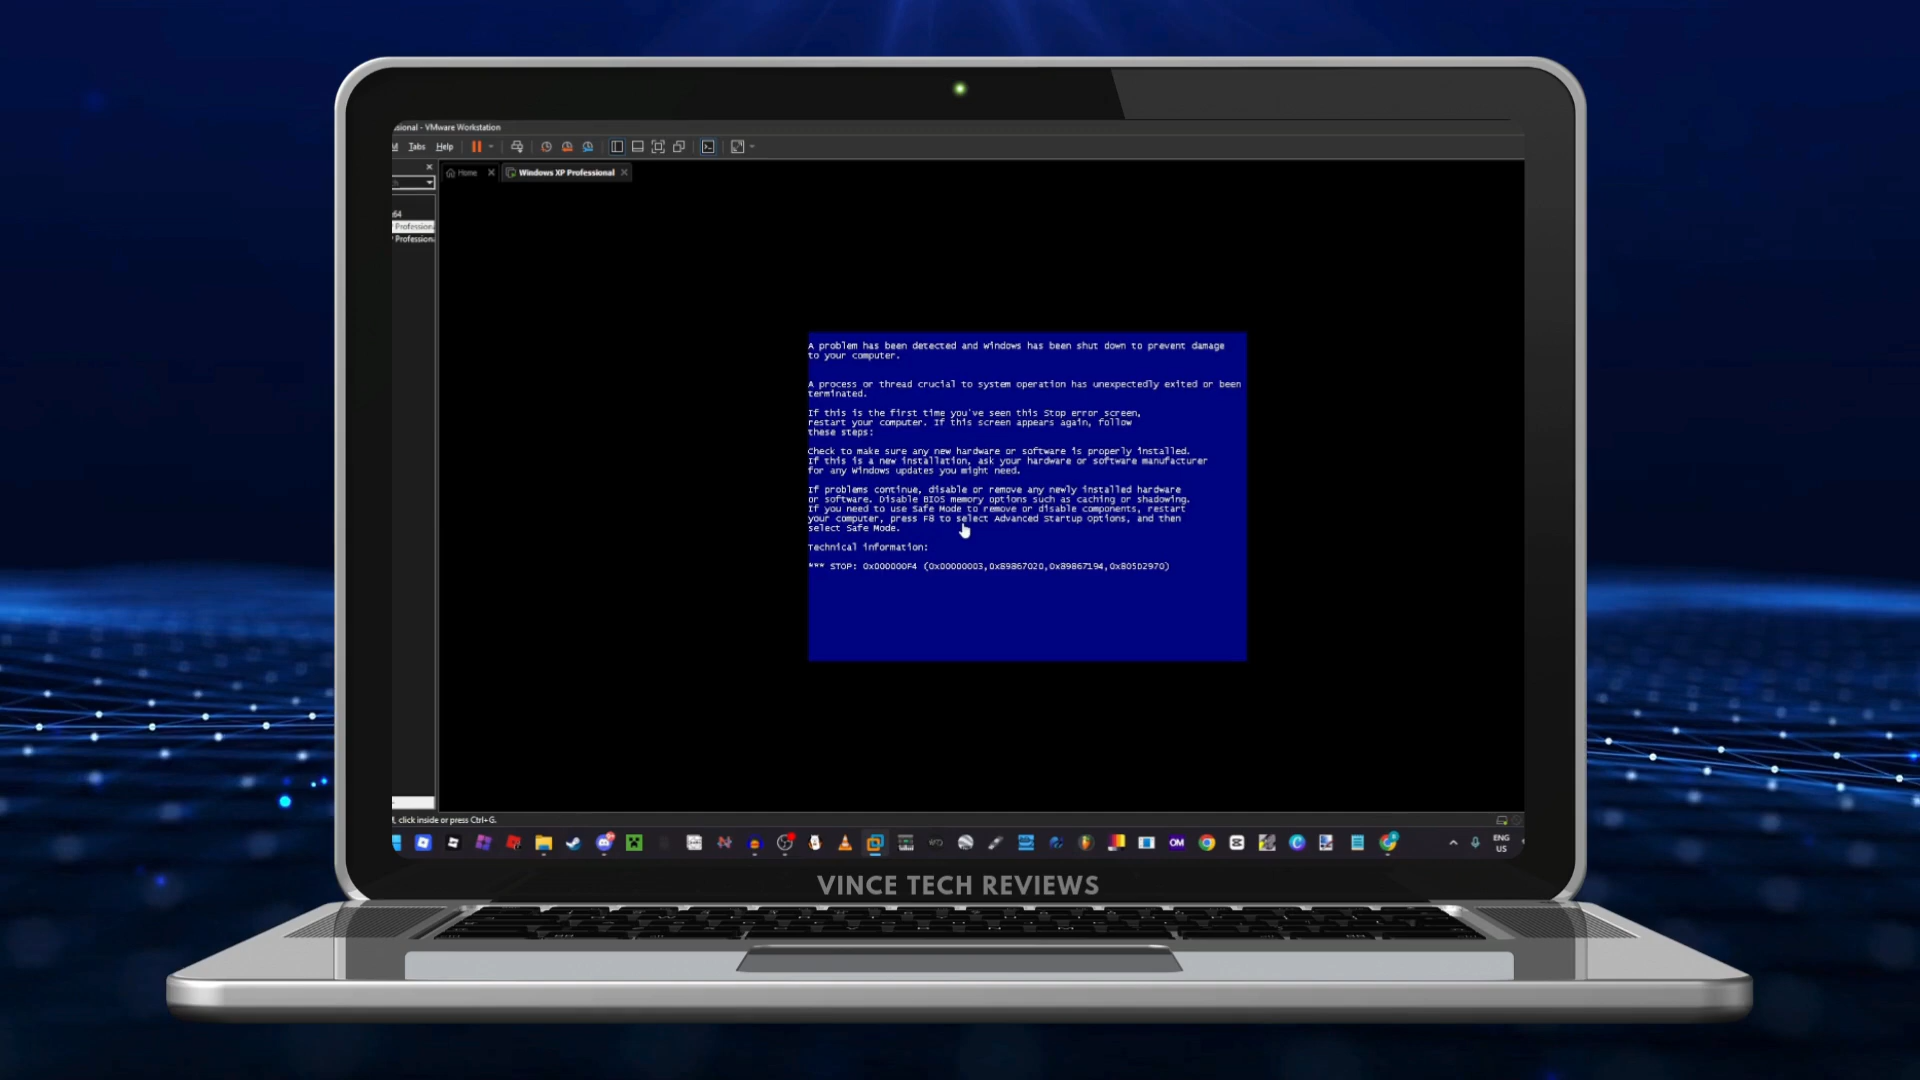 sional - VMware Workstation
M Tabs Help
Home
Windows XP Professional
x64
Professional
Professional
A problem has been detected and windows has been shut down to prevent damage
to your computer.
A process or thread crucial to system operation has unexpectedly exited or been
terminated.
If this is the first time you've seen this Stop error screen,
restart your computer. If this screen appears again, follow
these steps:
Check to make sure any new hardware or software is properly installed.
If this is a new installation, ask your hardware or software manufacturer
for any Windows updates you might need.
If problems continue, disable or remove any newly installed hardware
or software. Disable BIOS memory options such as caching or shadowing.
If you need to use Safe Mode to remove or disable components, restart
your computer, press F8 to select Advanced Startup Options, and then
select Safe Mode.
Technical information:
*** STOP: 0x000000F4 (0x00000003,0x89867020,0x89867194,0x805D2970)
, click inside or press Ctrl+G.
OM
ENG
US
VINCE TECH REVIEWS